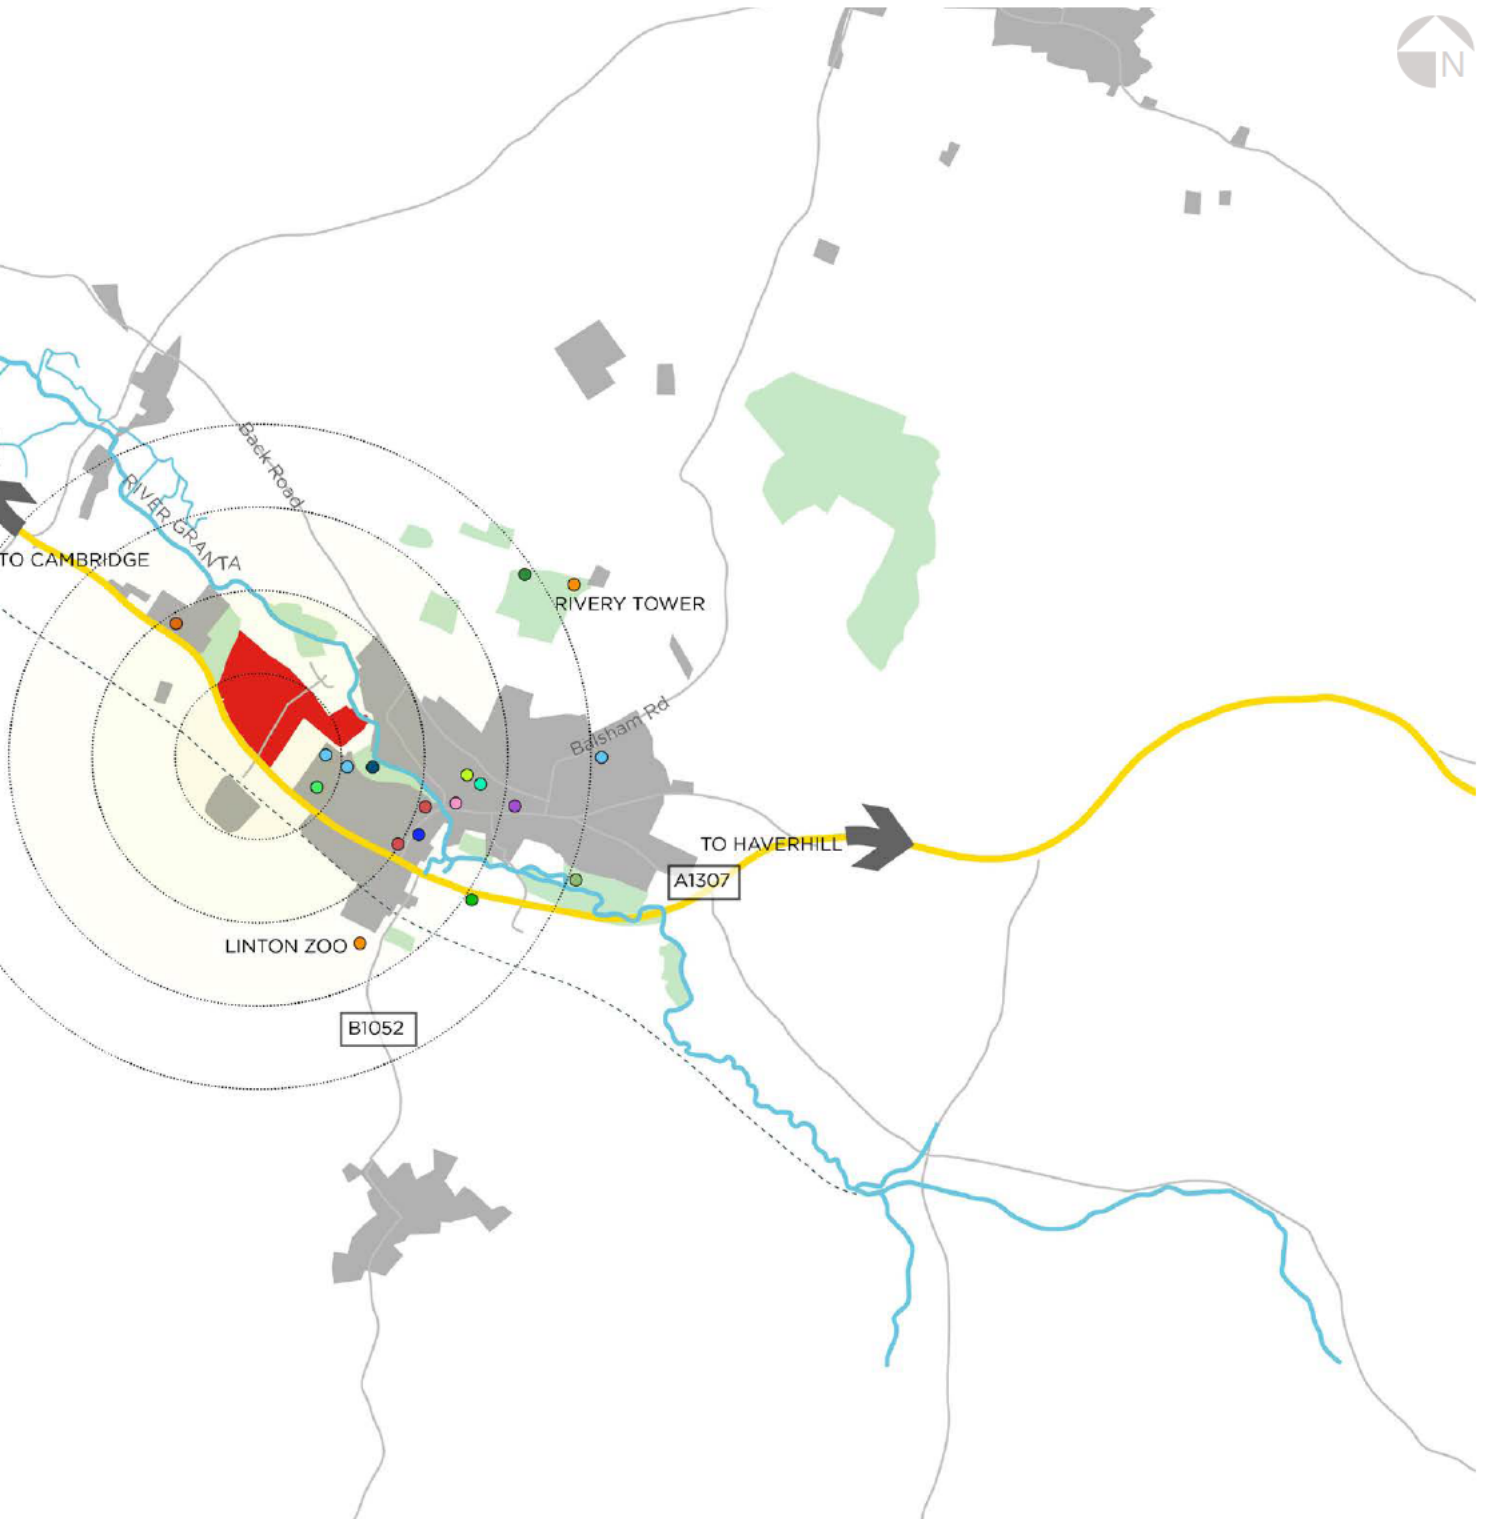 N
Back Road
RIVER GRANTA
TO CAMBRIDGE
RIVERY TOWER
Balsham Rd
TO HAVERHILL
A1307
LINTON ZOO
B1052